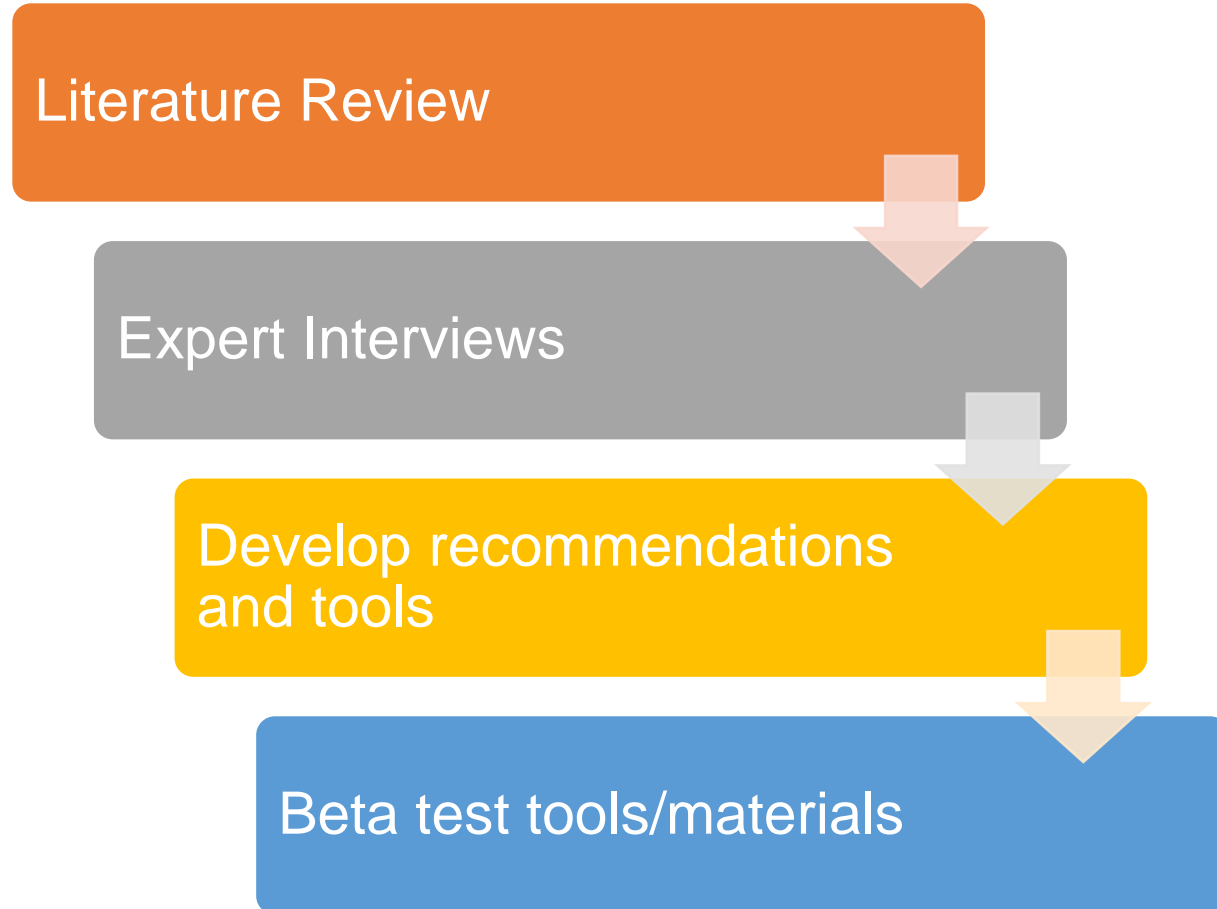 Literature Review
Expert Interviews
Develop recommendations
and tools
Beta test tools/materials